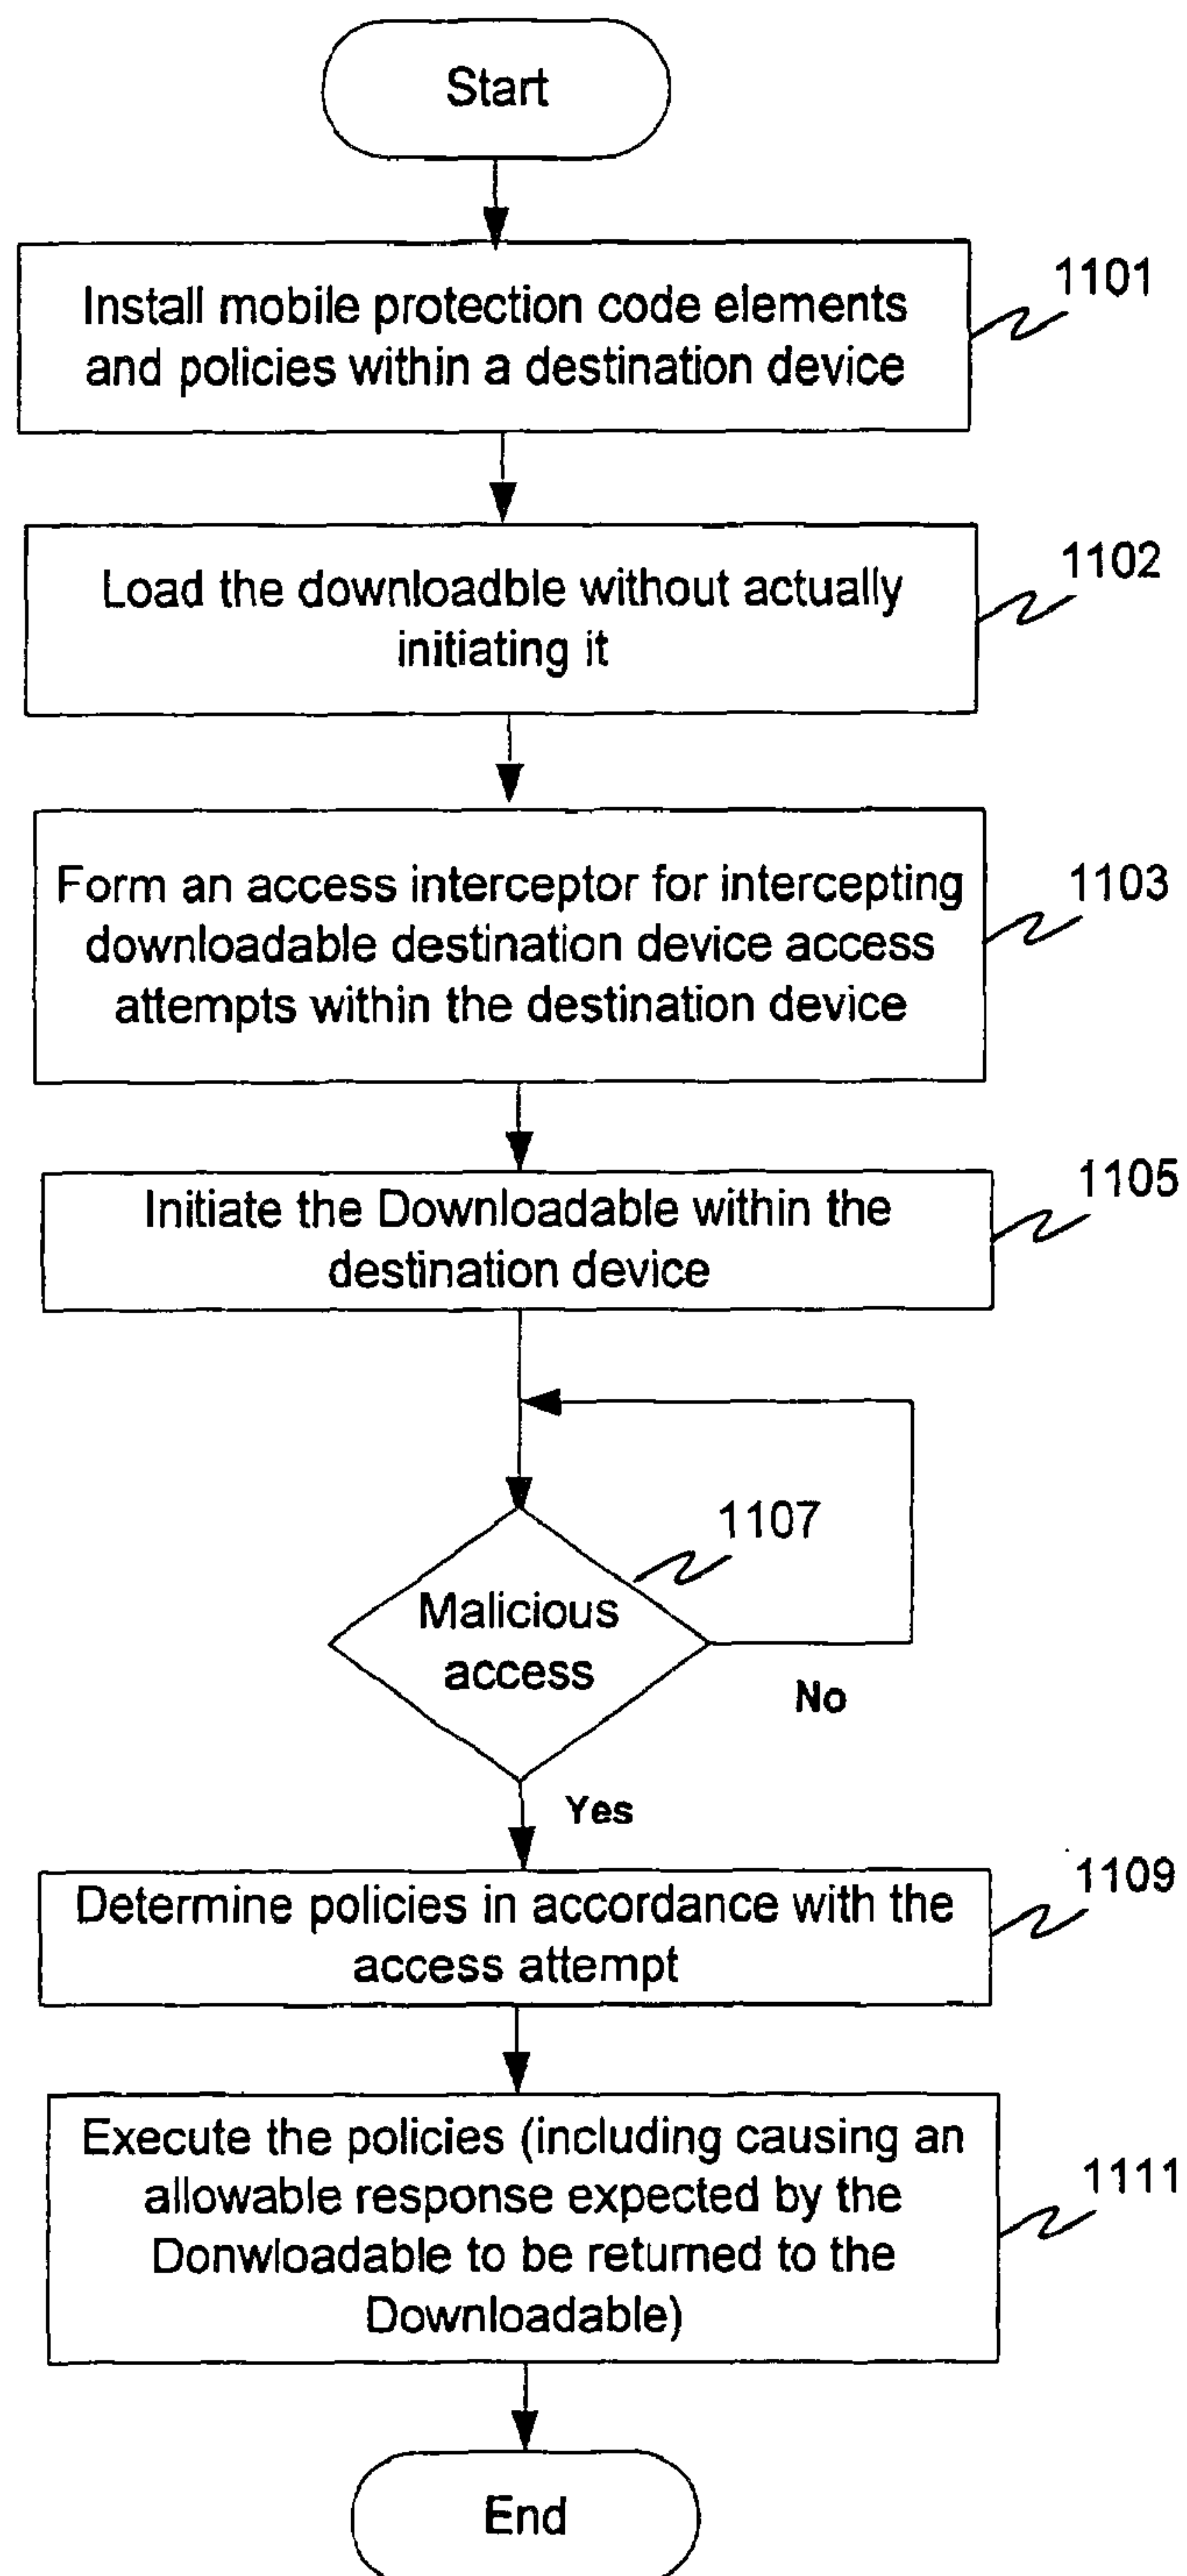 Start
Install mobile protection code elements
and policies within a destination device
1101
Load the downloadble without actually
initiating it
1102
Form an access interceptor for intercepting
downloadable destination device access
attempts within the destination device
1103
Initiate the Downloadable within the
destination device
1105
Malicious
access
1107
No
Yes
Determine policies in accordance with the
access attempt
1109
Execute the policies (including causing an
allowable response expected by the
Donwloadable to be returned to the
Downloadable)
1111
End